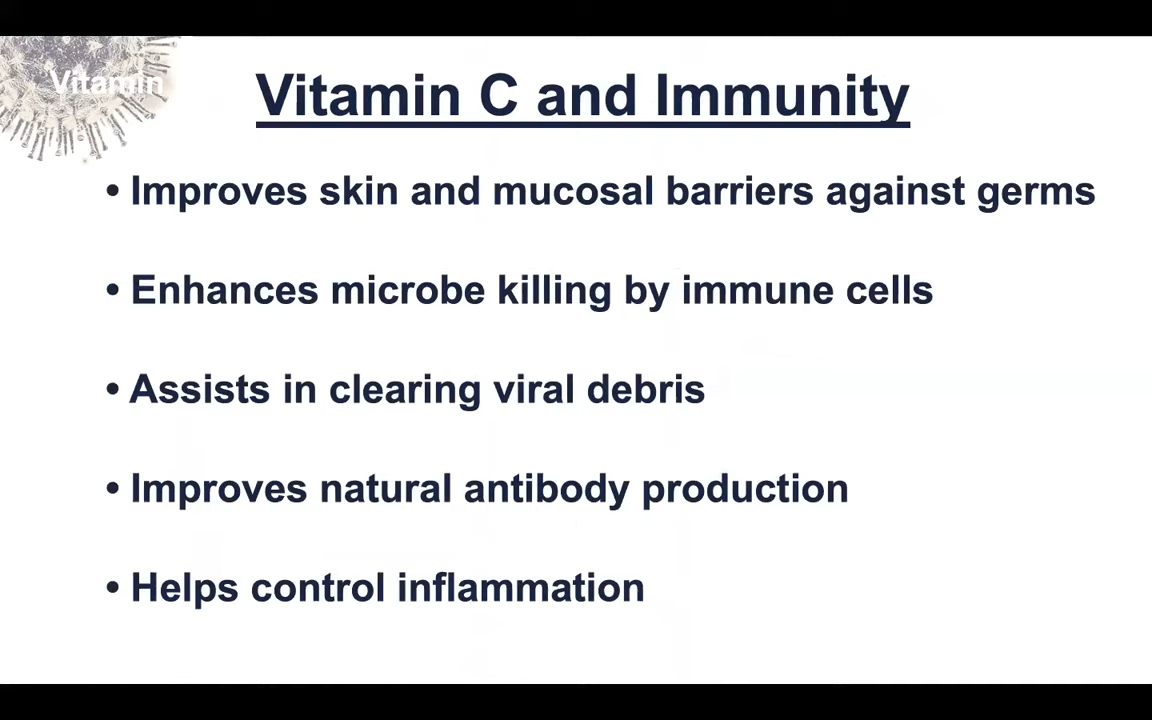 Vitamin
Vitamin C and Immunity
• Improves skin and mucosal barriers against germs
• Enhances microbe killing by immune cells
• Assists in clearing viral debris
• Improves natural antibody production
• Helps control inflammation